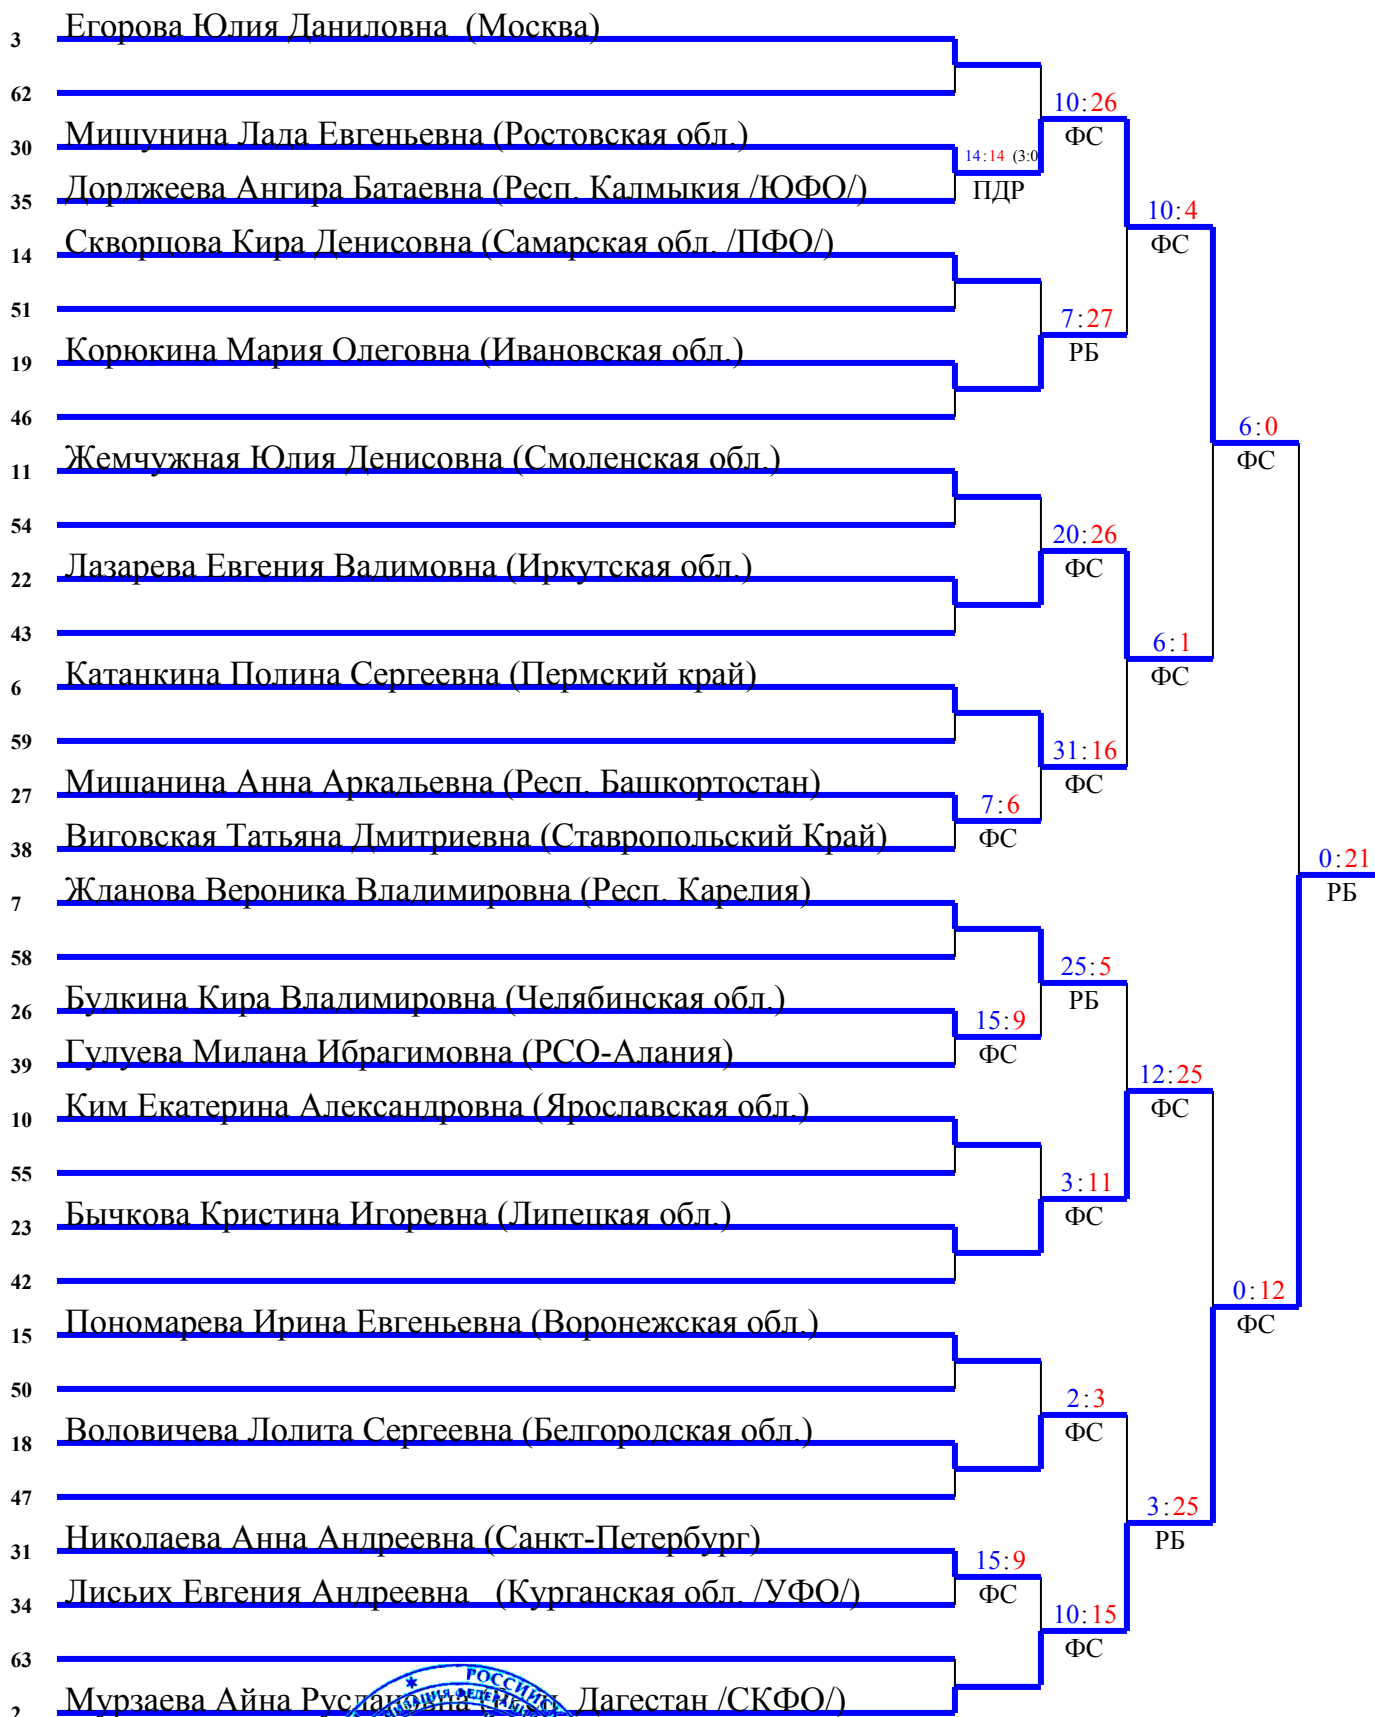 Егорова Юлия Даниловна (Москва)
3
62
10:26
Мишунина Лада Евгеньевна (Ростовская обл.)
ФС
30
14:14 (3:0
Дорджеева Ангира Батаевна (Респ. Калмыкия /ЮФО/)
ПДР
35
10:4
Скворцова Кира Денисовна (Самарская обл. /ПФО/)
ФС
14
51
7:27
Корюкина Мария Олеговна (Ивановская обл.)
РБ
19
46
6:0
Жемчужная Юлия Денисовна (Смоленская обл.)
ФС
11
54
20:26
Лазарева Евгения Вадимовна (Иркутская обл.)
ФС
22
43
6:1
Катанкина Полина Сергеевна (Пермский край)
ФС
6
59
31:16
Мишанина Анна Аркадьевна (Респ. Башкортостан)
ФС
27
7:6
Виговская Татьяна Дмитриевна (Ставропольский Край)
ФС
38
0:21
Жданова Вероника Владимировна (Респ. Карелия)
РБ
7
58
25:5
Будкина Кира Владимировна (Челябинская обл.)
РБ
26
15:9
Гулуева Милана Ибрагимовна (РСО-Алания)
ФС
39
12:25
Ким Екатерина Александровна (Ярославская обл.)
ФС
10
55
3:11
Бычкова Кристина Игоревна (Липецкая обл.)
ФС
23
42
0:12
Пономарева Ирина Евгеньевна (Воронежская обл.)
ФС
15
50
2:3
Воловичева Лолита Сергеевна (Белгородская обл.)
ФС
18
47
3:25
Николаева Анна Андреевна (Санкт-Петербург)
РБ
31
15:9
Лисьих Евгения Андреевна (Курганская обл. /УФО/)
ФС
34
10:15
ФС
63
Мурзаева Айна Дагестан /СКФО/)
2